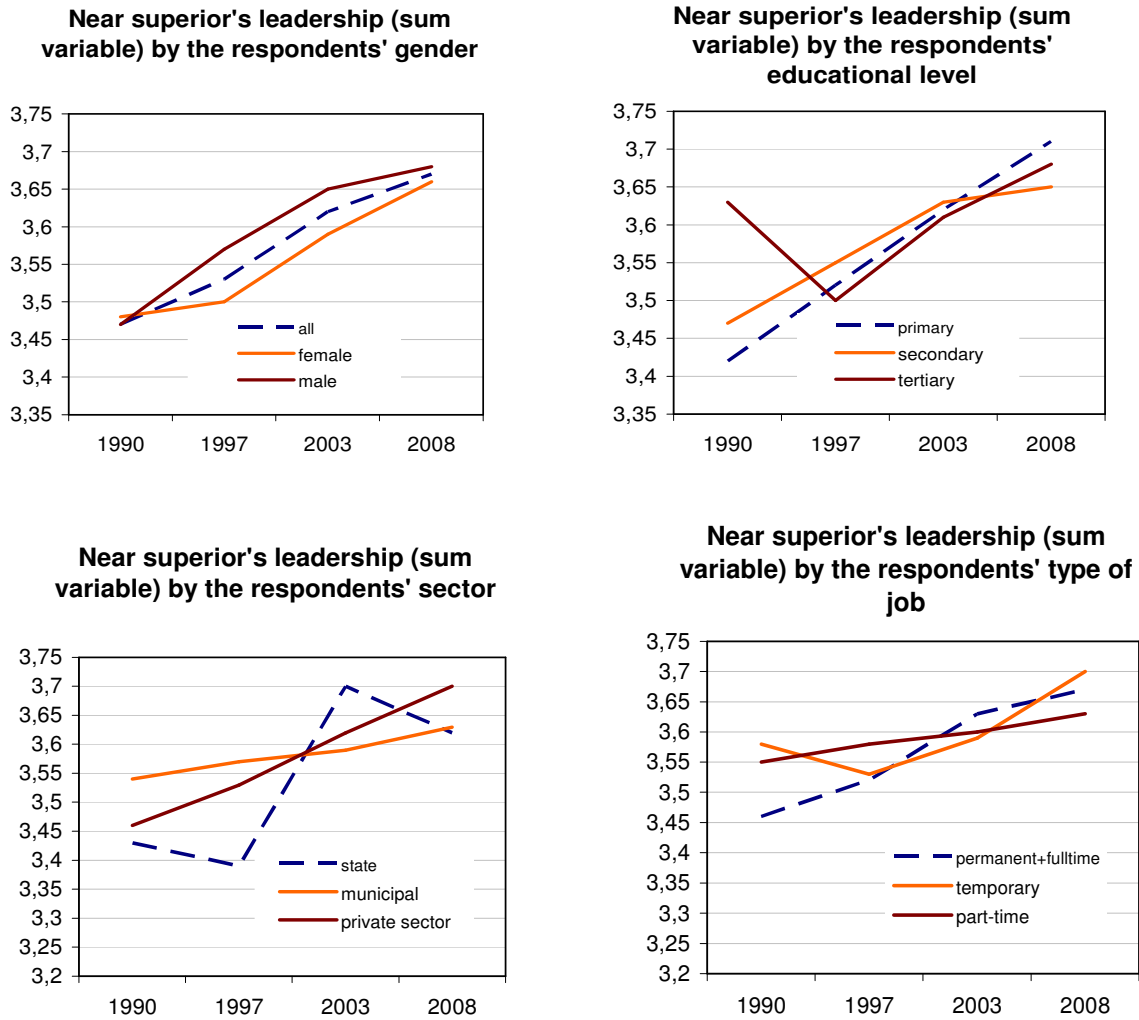 Near superior's leadership (sum
variable) by the respondents' gender
3,75
3,7
3,65
3,6
3,55
3,5
3,45
3,4
3,35
all
female
male
1990 1997 2003 2008
Near superior's leadership (sum
variable) by the respondents'
educational level
3,75
3,7
3,65
3,6
3,55
3,5
3,45
3,4
3,35
primary
secondary
tertiary
1990 1997 2003 2008
Near superior's leadership (sum
variable) by the respondents' sector
3,75
3,7
3,65
3,6
3,55
3,5
3,45
3,4
3,35
3,3
3,25
3,2
state
municipal
private sector
1990 1997 2003 2008
Near superior's leadership (sum
variable) by the respondents' type of
job
3,75
3,7
3,65
3,6
3,55
3,5
3,45
3,4
3,35
3,3
3,25
3,2
permanent+fulltime
temporary
part-time
1990 1997 2003 2008